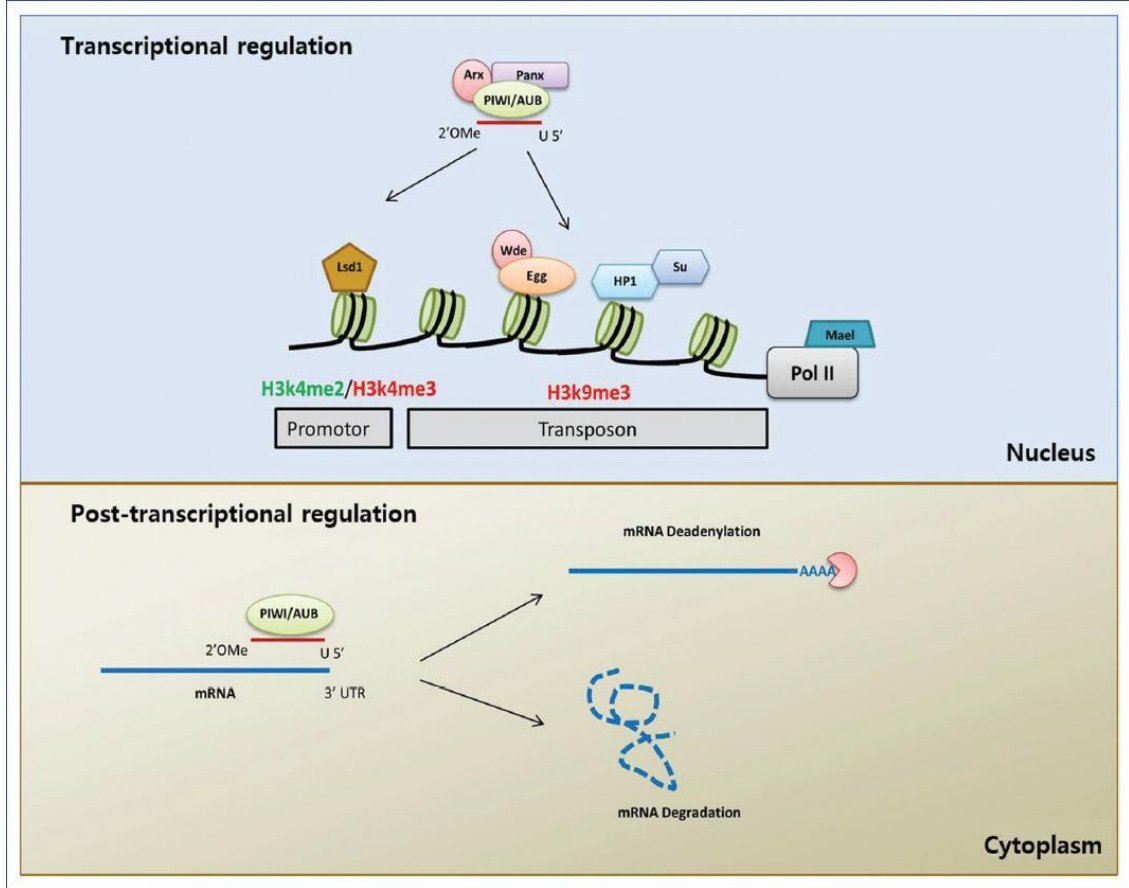 Transcriptional regulation
Arx
Panx
PIWI/AUB
2'OMe
U 5'
Lsd1
Wde
Egg
HP1
Su
Mael
Pol II
H3k4me2/H3k4me3
H3k9me3
Promotor
Transposon
Nucleus
Post-transcriptional regulation
mRNA Deadenylation
AAAA
PIWI/AUB
2'OMe
U 5'
mRNA
3' UTR
mRNA Degradation
Cytoplasm